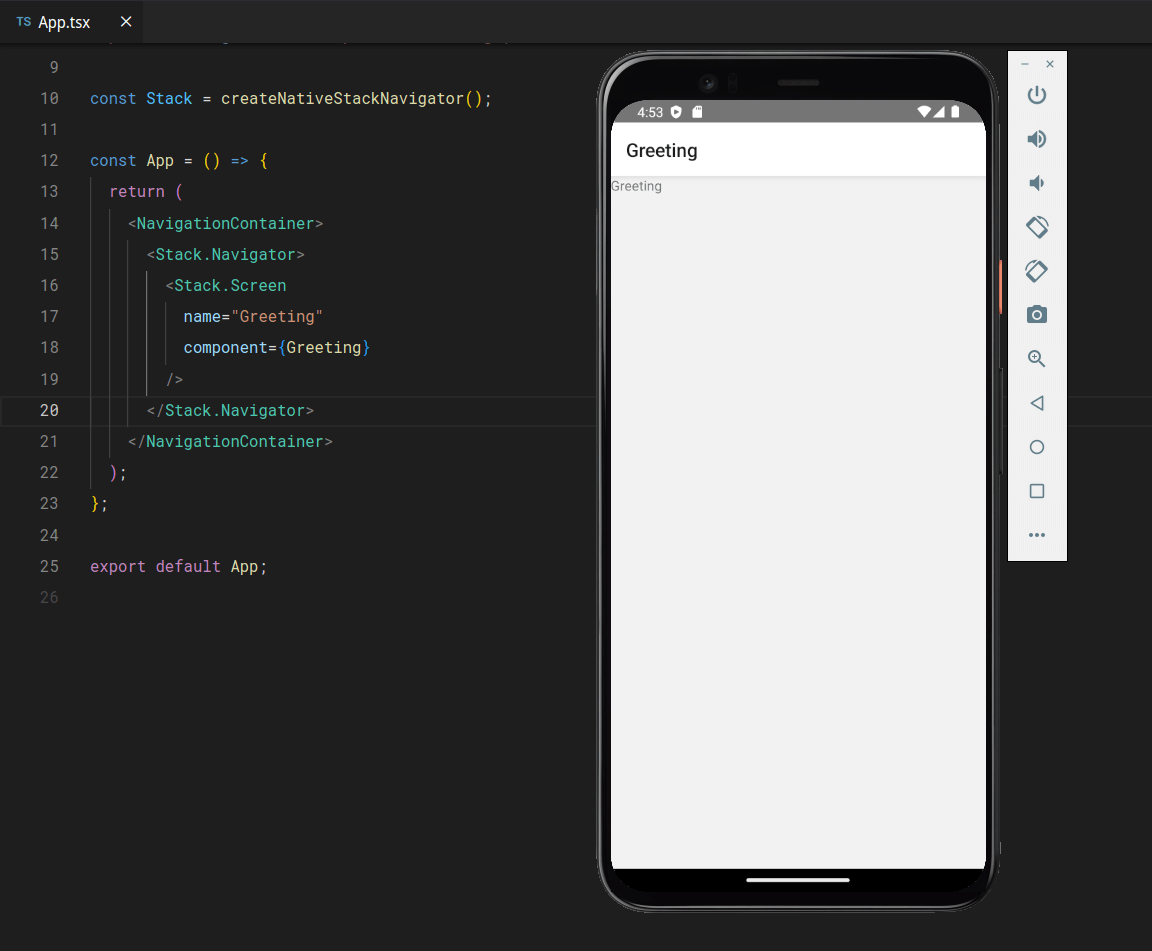 TS App.tsx
9
10 const Stack = createNativeStackNavigator();
11
12 const App = () => {
13 return (
14 <NavigationContainer>
15 <Stack.Navigator>
16 <Stack.Screen
17 name="Greeting"
18 component={Greeting}
19 />
20 </Stack.Navigator>
21 </NavigationContainer>
22 );
23 };
24
25 export default App;
26
4:53
Greeting
Greeting